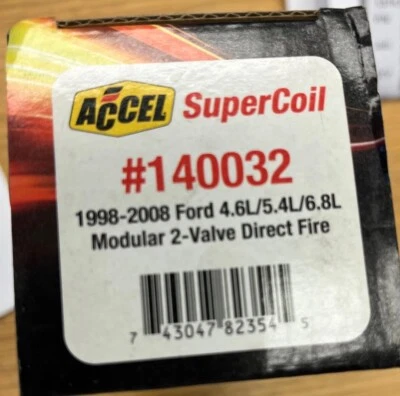 ACCEL SuperCoil
#140032
1998-2008 Ford 4.6L/5.4L/6.8L
Modular 2-Valve Direct Fire
7 43047 82354 5